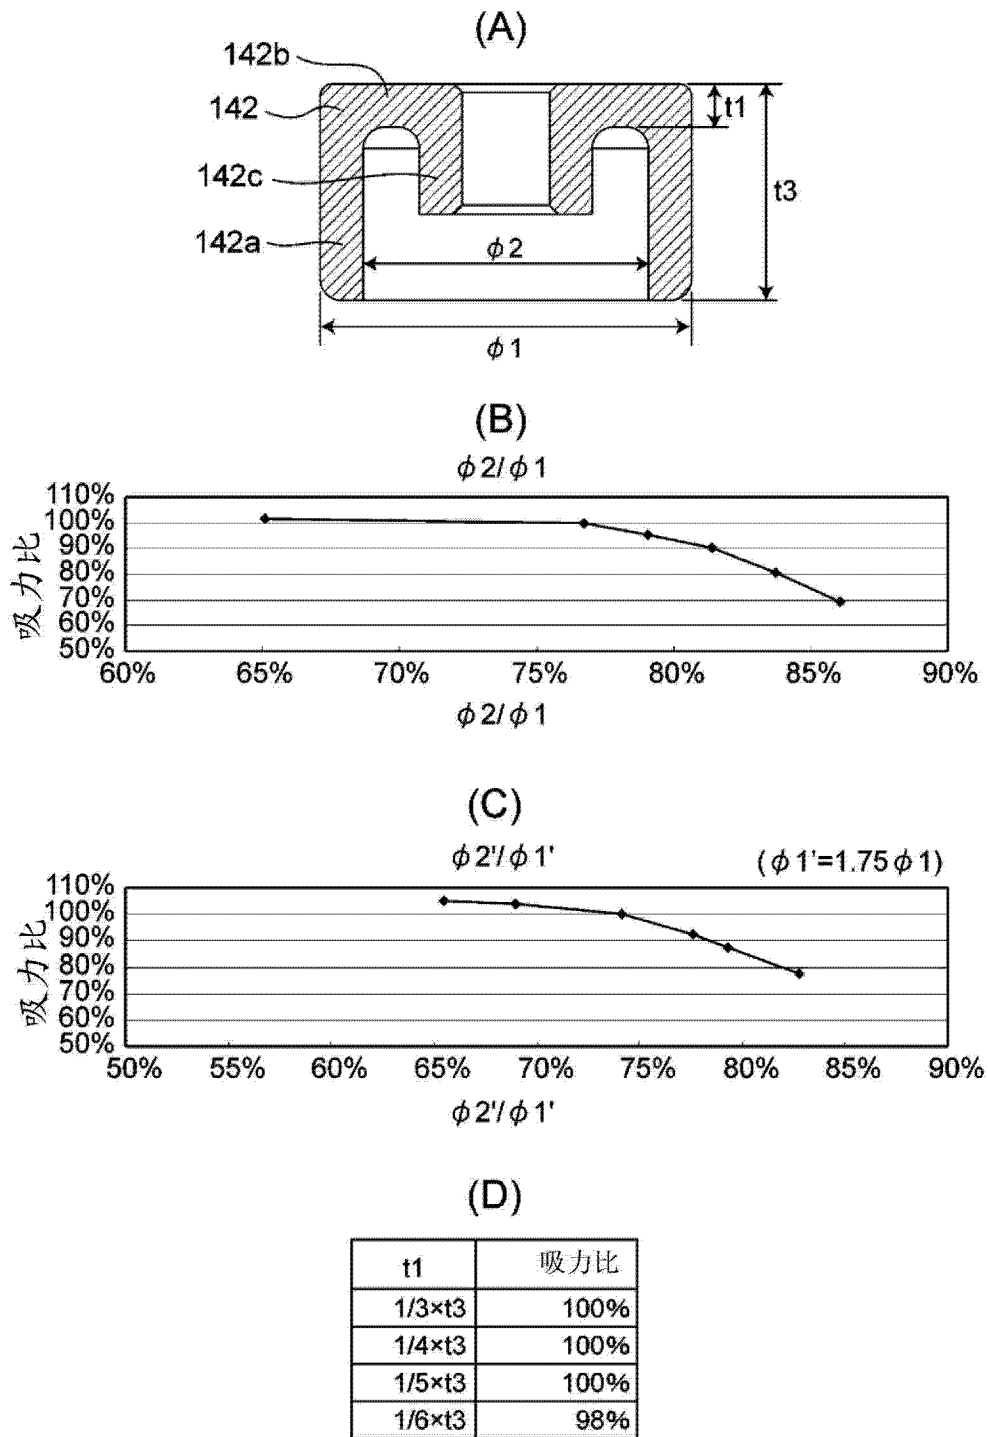 (A)
142b
142
142c
142a
t1
t3
φ2
φ1
(B)
φ2/φ1
110%
100%
90%
80%
70%
60%
50%
吸力比
60% 65% 70% 75% 80% 85% 90%
φ2/φ1
(C)
φ2'/φ1' (φ1'=1.75φ1)
110%
100%
90%
80%
70%
60%
50%
吸力比
50% 55% 60% 65% 70% 75% 80% 85% 90%
φ2'/φ1'
(D)
t1 吸力比
1/3×t3 100%
1/4×t3 100%
1/5×t3 100%
1/6×t3 98%